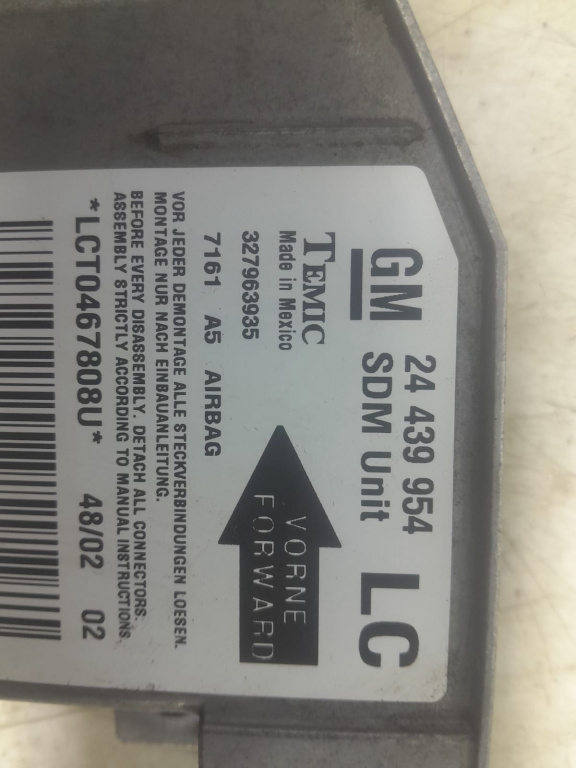 GM 24 439 954 LC
SDM Unit
TEMIC
Made in Mexico
327963935
7161 A5 AIRBAG
VORNE
FORWARD
VOR JEDER DEMONTAGE ALLE STECKVERBINDUNGEN LOESEN.
MONTAGE NUR NACH EINBAUANLEITUNG.
BEFORE EVERY DISASSEMBLY. DETACH ALL CONNECTORS.
ASSEMBLY STRICTLY ACCORDING TO MANUAL INSTRUCTIONS.
*LCT0467808U* 48/02 02